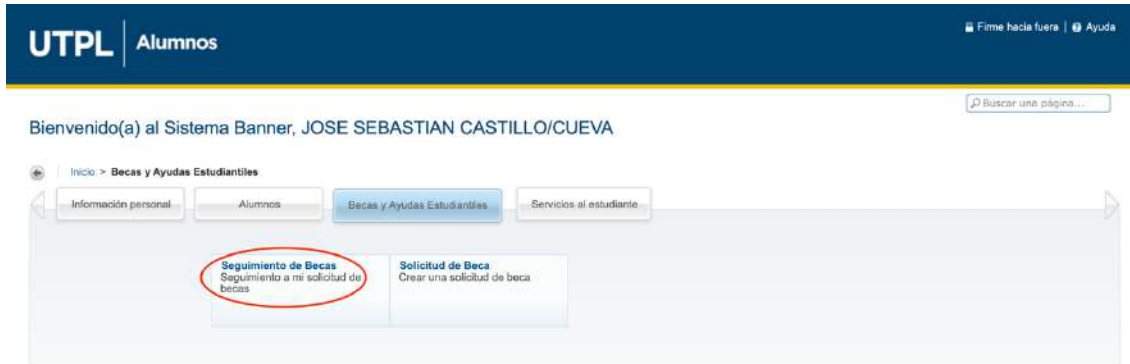 UTPL Alumnos
Firme hacia fuera | Ayuda
Buscar una página...
Bienvenido(a) al Sistema Banner, JOSE SEBASTIAN CASTILLO/CUEVA
Inicio > Becas y Ayudas Estudiantiles
Información personal Alumnos Becas y Ayudas Estudiantiles Servicios al estudiante
Seguimiento de Becas
Seguimiento a mi solicitud de
becas
Solicitud de Beca
Crear una solicitud de beca